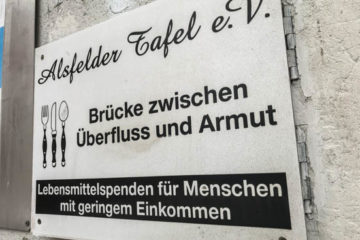 Alsfelder Tafel e.V.
Brücke zwischen
Überfluss und Armut
Lebensmittelspenden für Menschen
mit geringem Einkommen